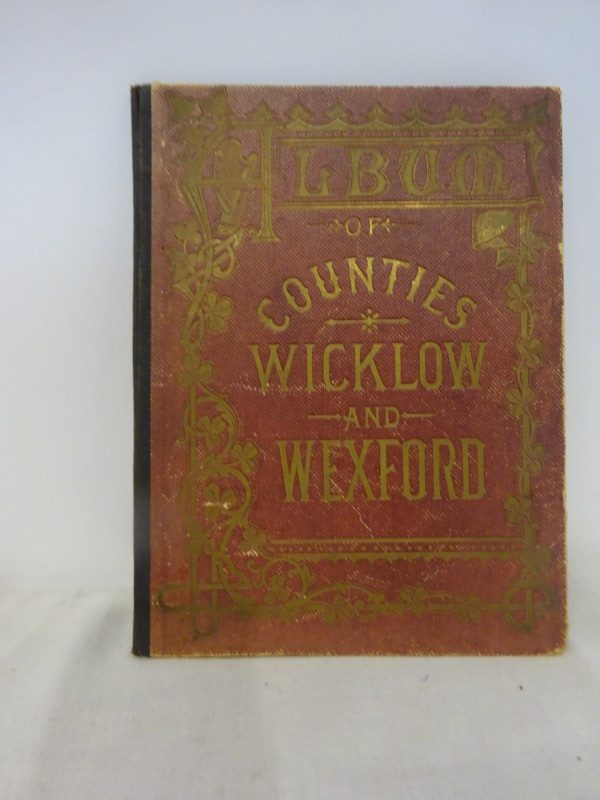 ALBUM
OF
COUNTIES
WICKLOW
AND
WEXFORD